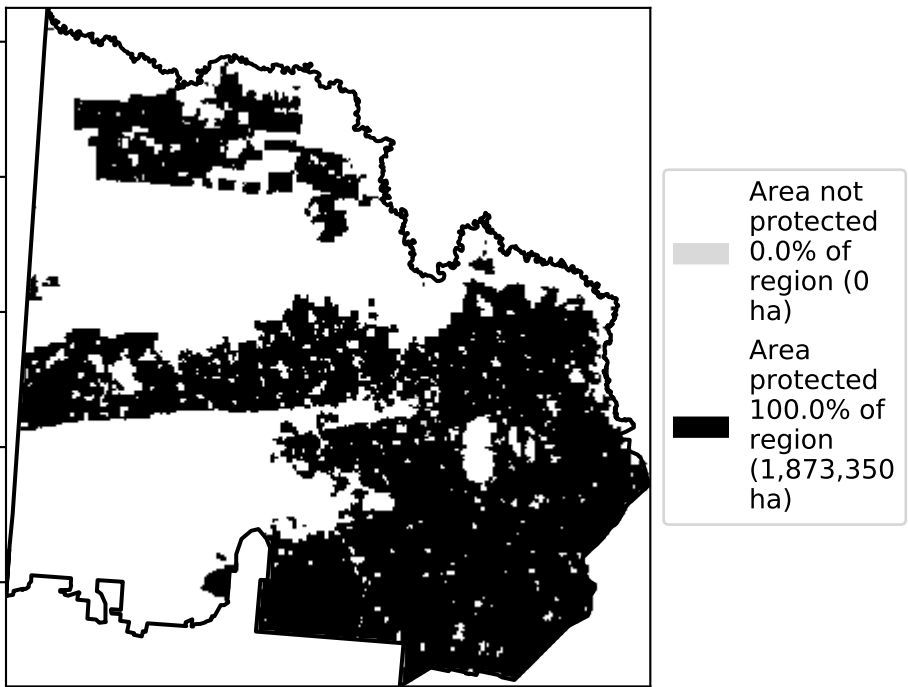 Area not
protected
0.0% of
region (0
ha)
Area
protected
100.0% of
region
(1,873,350
ha)